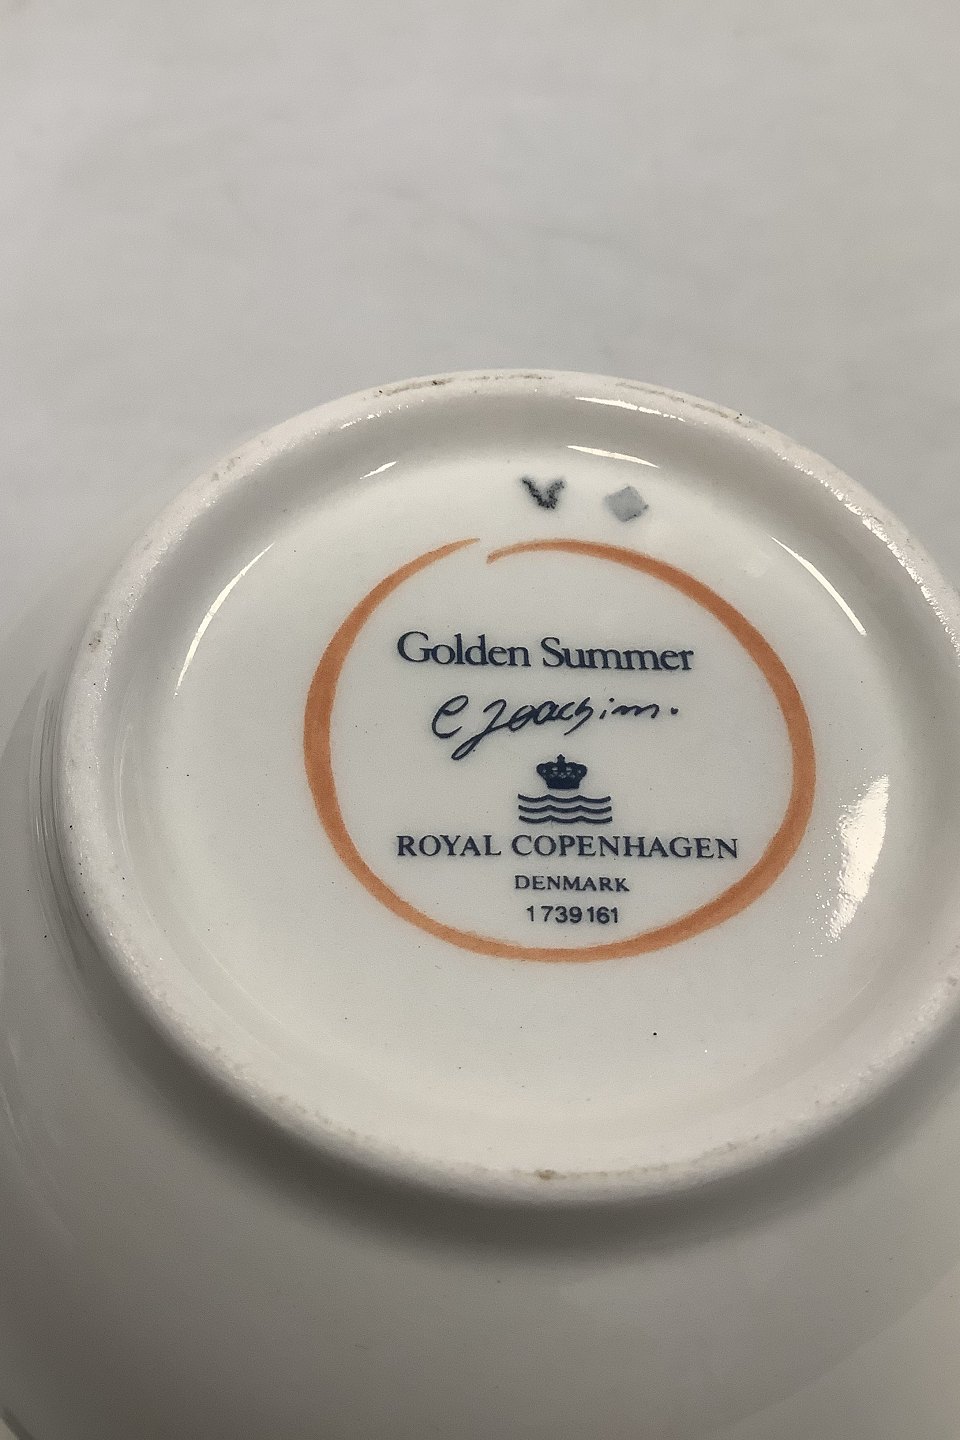 Golden Summer
C Joachim.
ROYAL COPENHAGEN
DENMARK
1739161